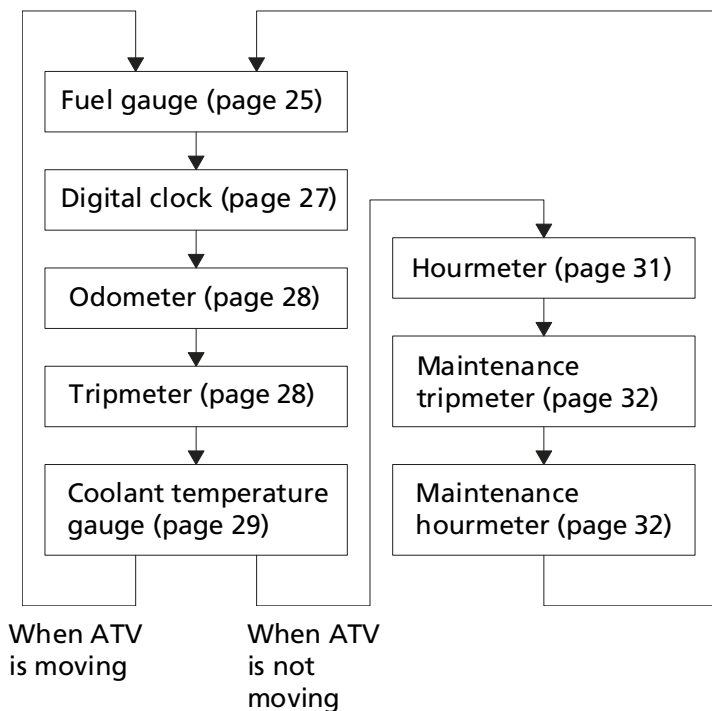 Fuel gauge (page 25)
Digital clock (page 27)
Odometer (page 28)
Tripmeter (page 28)
Coolant temperature
gauge (page 29)
When ATV
is moving
When ATV
is not
moving
Hourmeter (page 31)
Maintenance
tripmeter (page 32)
Maintenance
hourmeter (page 32)